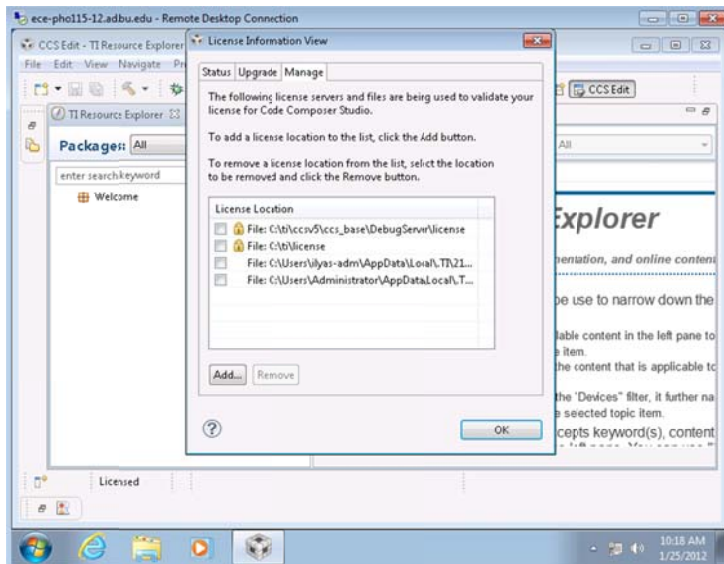 ece-pho115-12.adbu.edu - Remote Desktop Connection
CCS Edit - TI Resource Explorer
License Information View
File Edit View Navigate
CCS Edit
Status Upgrade Manage
TI Resource Explorer
Packages: All
All
enter search keyword
Welcome
The following license servers and files are being used to validate your
license for Code Composer Studio.
To add a license location to the list, click the Add button.
To remove a license location from the list, select the location
to be removed and click the Remove button.
License Location
File: C:\ti\ccsv5\ccs_base\DebugServer\license
File: C:\ti\license
File: C:\Users\ilyas-adm\AppData\Local\.TI\21...
File: C:\Users\Administrator\AppData\Local\.T...
Add... Remove
OK
Explorer
mentation, and online content
be use to narrow down the
lable content in the left pane to
e item.
the content that is applicable to
the 'Devices" filter, it further na
e selected topic item.
cepts keyword(s), content
Licensed
10:18 AM
1/25/2012